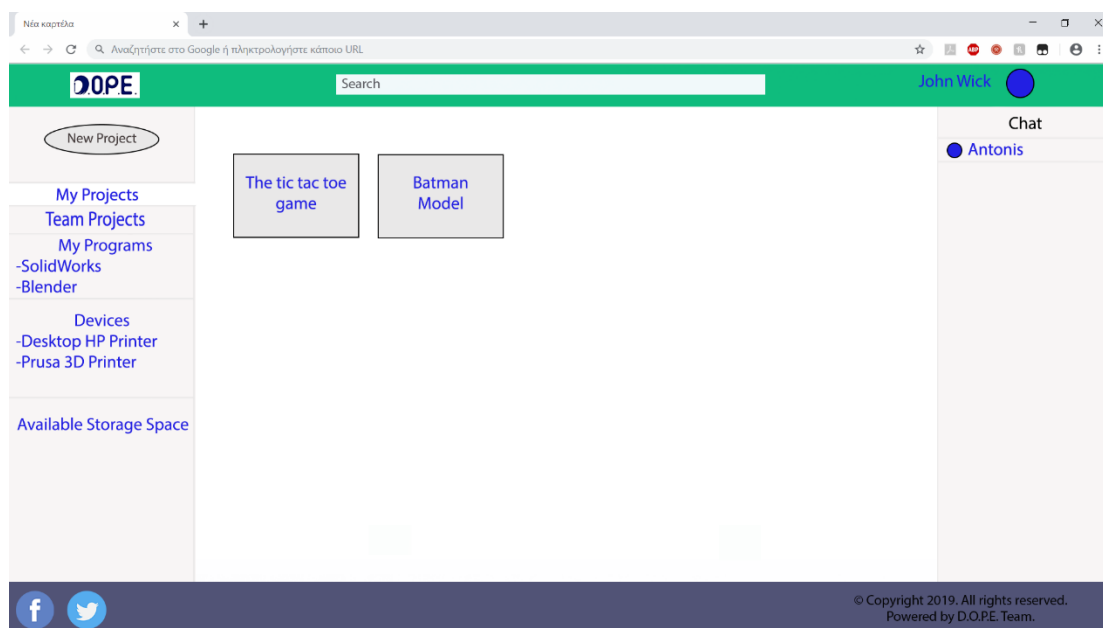 Νέα καρτέλα
Αναζητήστε στο Google ή πληκτρολογήστε κάποιο URL
ABP
D.O.P.E.
Search
John Wick
New Project
Chat
Antonis
My Projects
Team Projects
My Programs
-SolidWorks
-Blender
Devices
-Desktop HP Printer
-Prusa 3D Printer
Available Storage Space
The tic tac toe
game
Batman
Model
f
© Copyright 2019. All rights reserved.
Powered by D.O.P.E. Team.